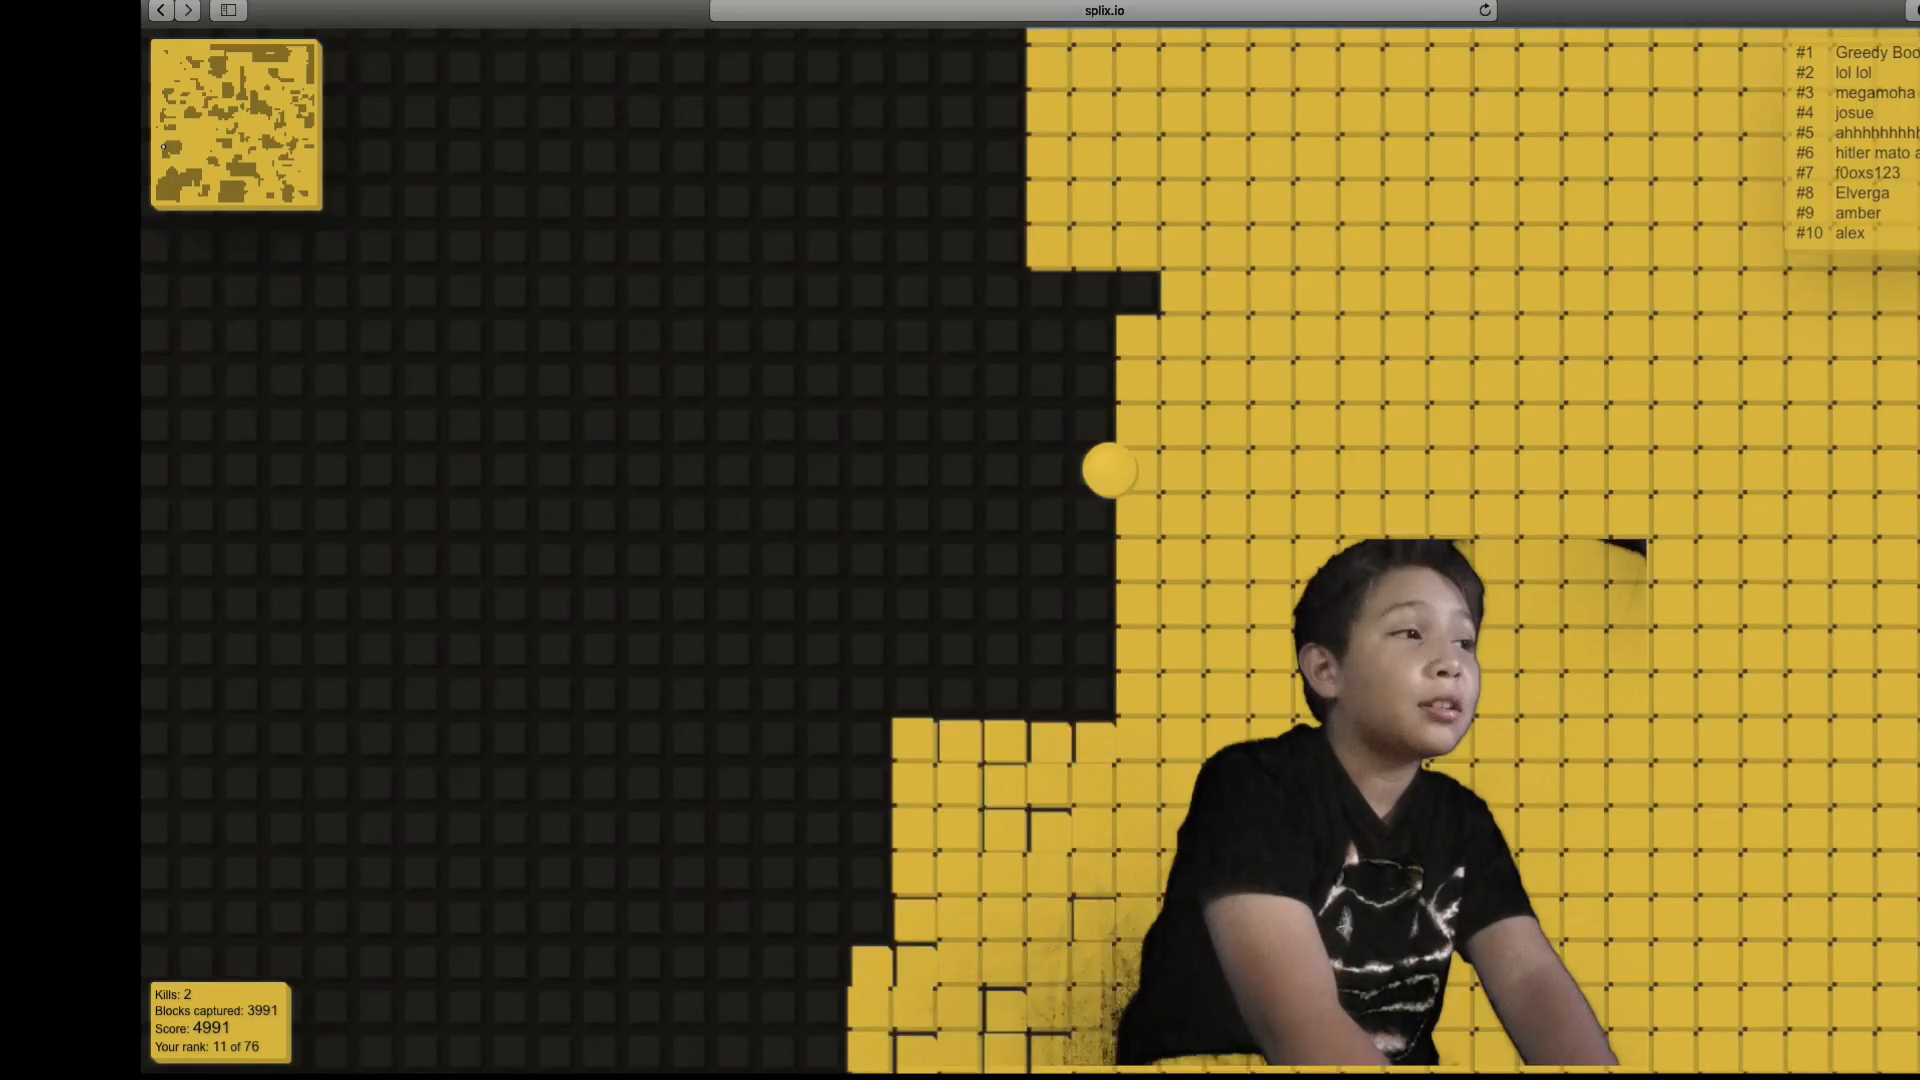 splix.io
#1 Greedy Boo
#2 lol lol
#3 megamoha
#4 josue
#5 ahhhhhhhhh
#6 hitler mato a
#7 f0oxs123
#8 Elverga
#9 amber
#10 alex
Kills: 2
Blocks captured: 3991
Score: 4991
Your rank: 11 of 76